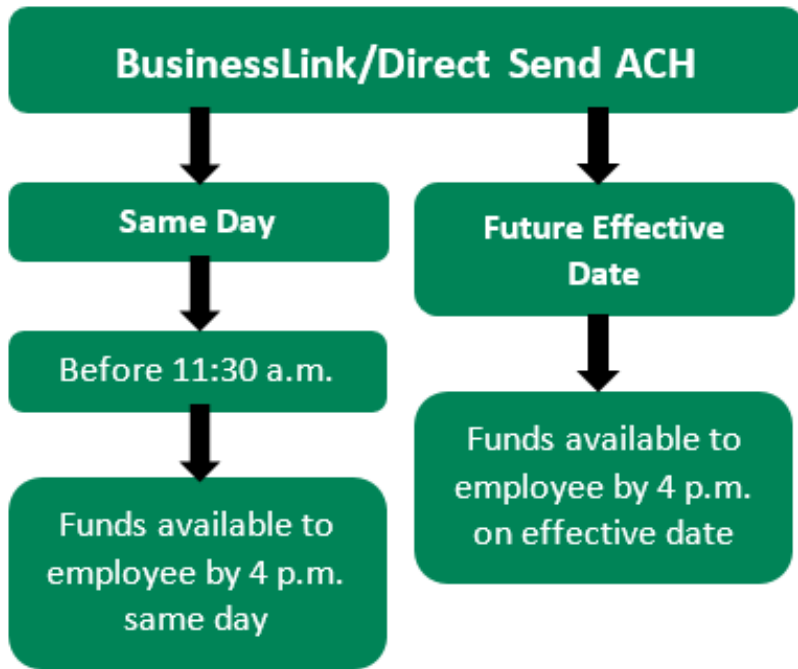 BusinessLink/Direct Send ACH
Same Day
Before 11:30 a.m.
Funds available to
employee by 4 p.m.
same day
Future Effective
Date
Funds available to
employee by 4 p.m.
on effective date